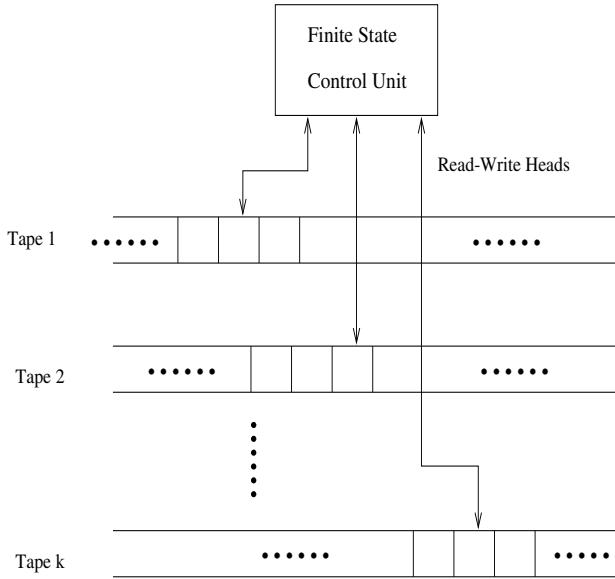 Finite State
Control Unit
Read-Write Heads
Tape 1
Tape 2
Tape k